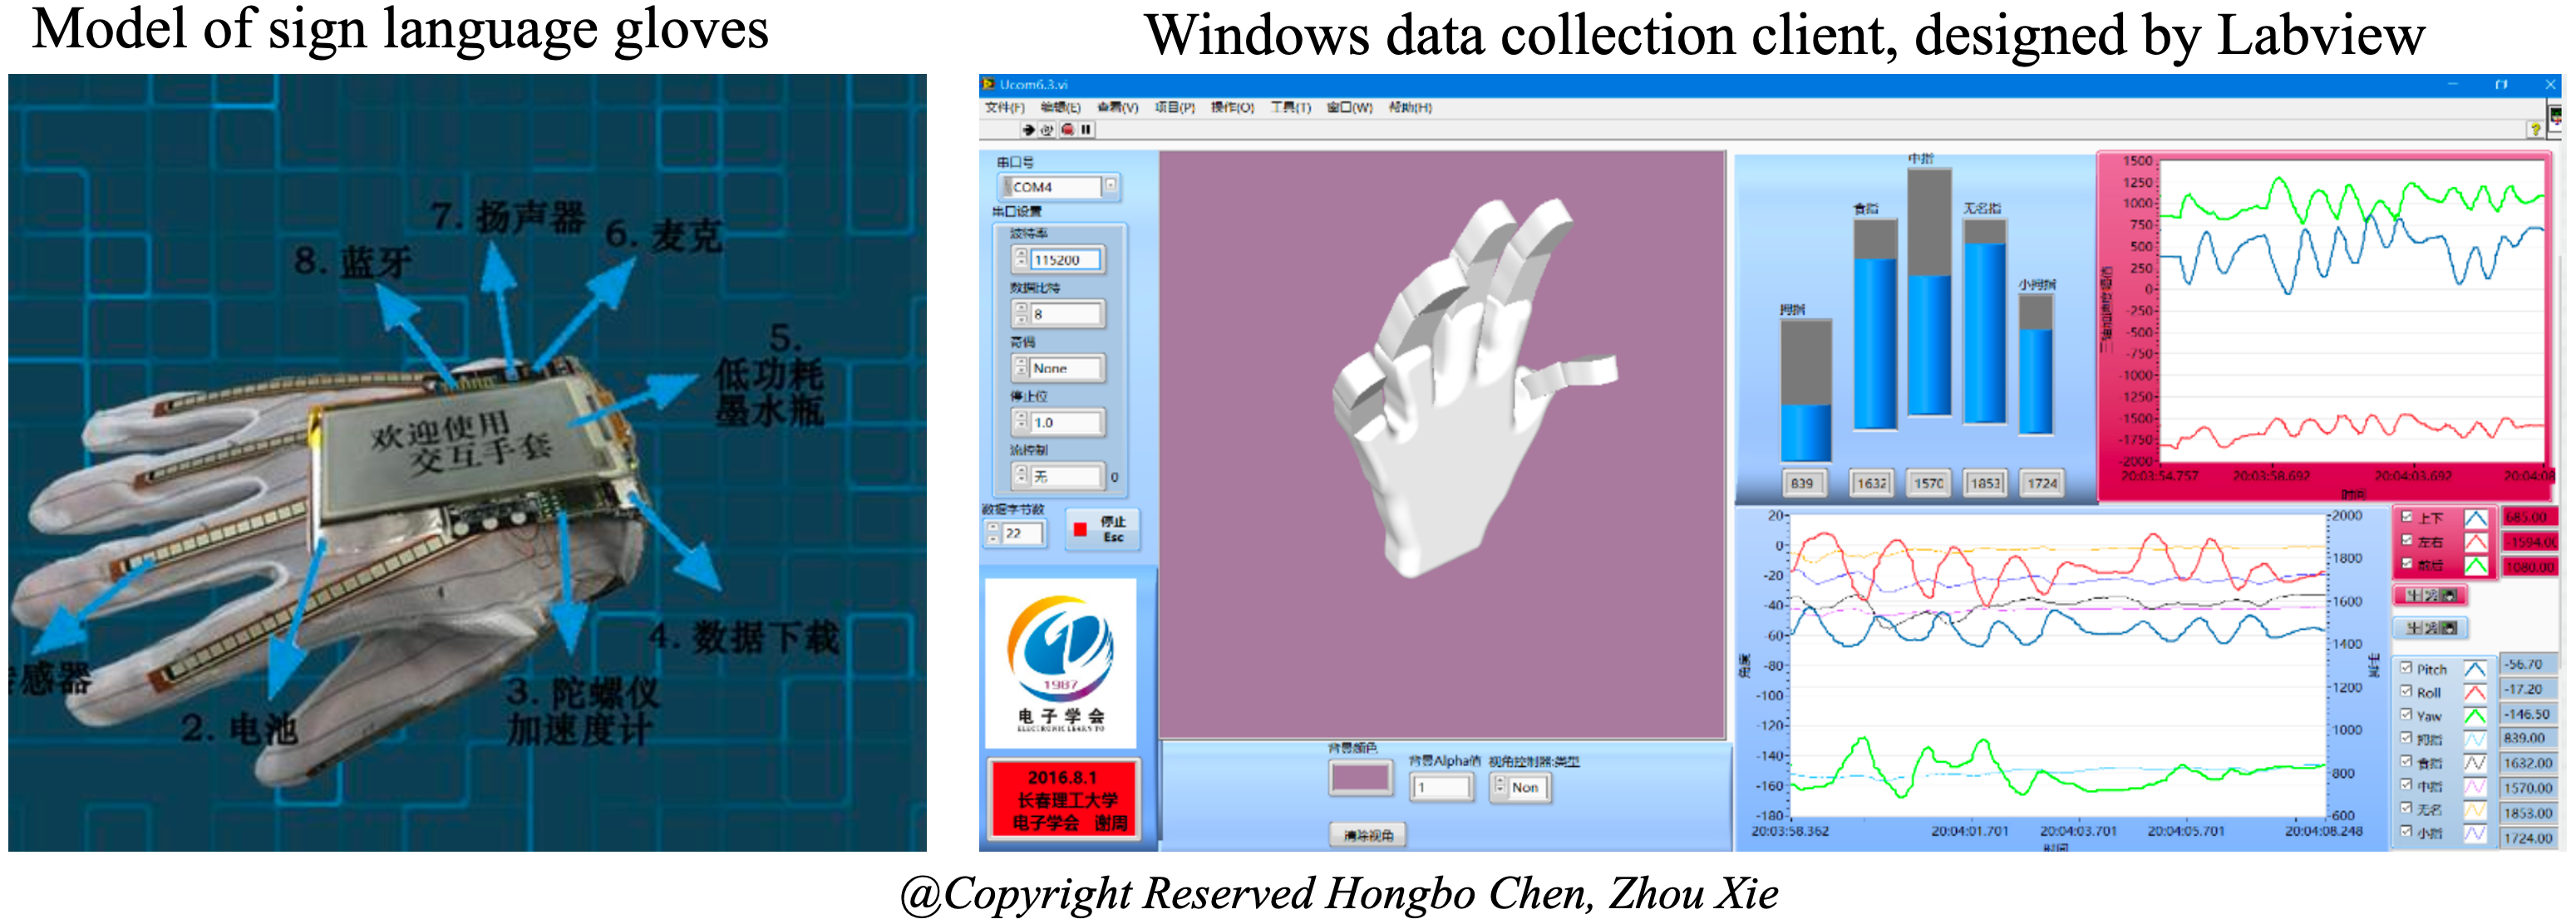 Model of sign language gloves
Windows data collection client, designed by Labview
7. 扬声器
6. 麦克
8. 蓝牙
5.
低功耗
墨水瓶
欢迎使用
交互手套
4. 数据下载
感器
3. 陀螺仪
加速度计
2. 电池
Ucom6.3.vi
文件(F) 编辑(E) 查看(V) 项目(P) 操作(O) 工具(T) 窗口(W) 帮助(H)
串口号
COM4
串口设置
波特率
115200
数据比特
8
奇偶
None
停止位
1.0
流控制
无
0
数据字节数
22
停止
Esc
1987
电子学会
2016.8.1
长春理工大学
电子学会 谢周
背景颜色
背景Alpha值
1
视角控制器:类型
Non
清除视角
拇指
食指
中指
无名指
小拇指
839
1632
1570
1853
1724
1500
1250
1000
750
500
250
0
-250
-500
-750
-1000
-1250
-1500
-1750
-2000
20:03:54.757
20:03:58.692
20:04:03.692
20:04:08
时间
20
0
-20
-40
-60
-80
-100
-120
-140
-160
-180
角度
2000
1800
1600
1400
1200
1000
800
600
20:03:58.362
20:04:01.701
20:04:03.701
20:04:05.701
20:04:08.248
时间
上下 685.00
左右 -1594.00
前后 1080.00
Pitch -56.70
Roll -17.20
Yaw -146.50
拇指 839.00
食指 1632.00
中指 1570.00
无名 1853.00
小指 1724.00
@Copyright Reserved Hongbo Chen, Zhou Xie